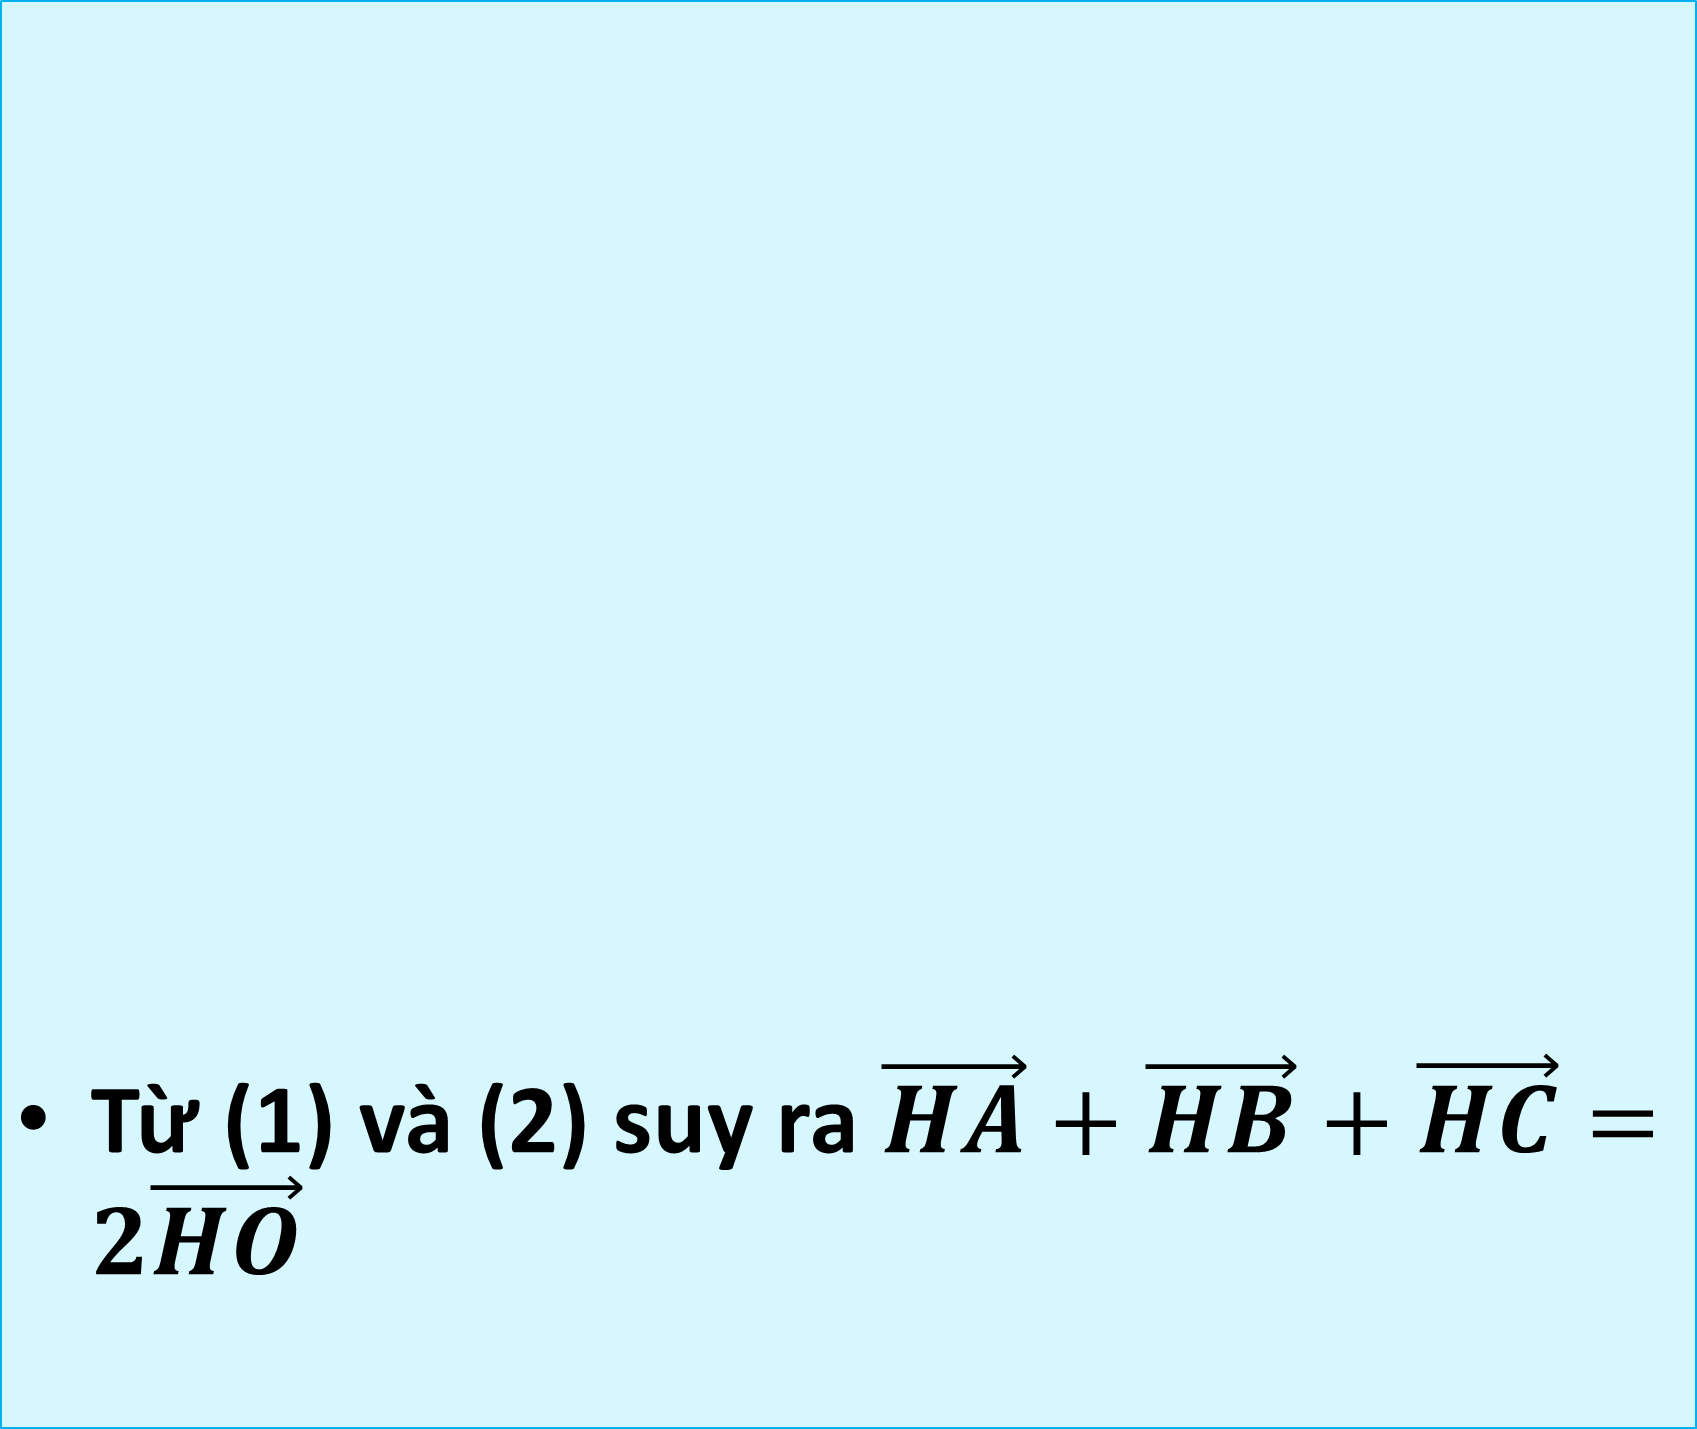 • Từ (1) và (2) suy ra $\overrightarrow{HA} + \overrightarrow{HB} + \overrightarrow{HC} =$
$2\overrightarrow{HO}$